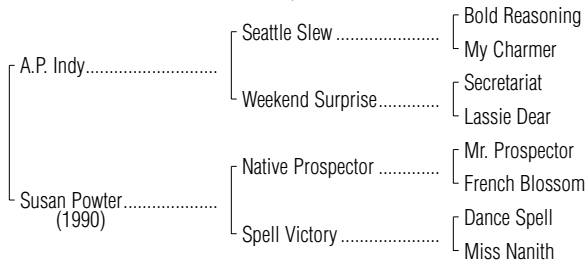 Bold Reasoning
Seattle Slew ....................
My Charmer
A.P. Indy..........................
Secretariat
Weekend Surprise............
Lassie Dear
Mr. Prospector
Native Prospector ............
French Blossom
Susan Powter....................
(1990)
Dance Spell
Spell Victory ...................
Miss Nanith